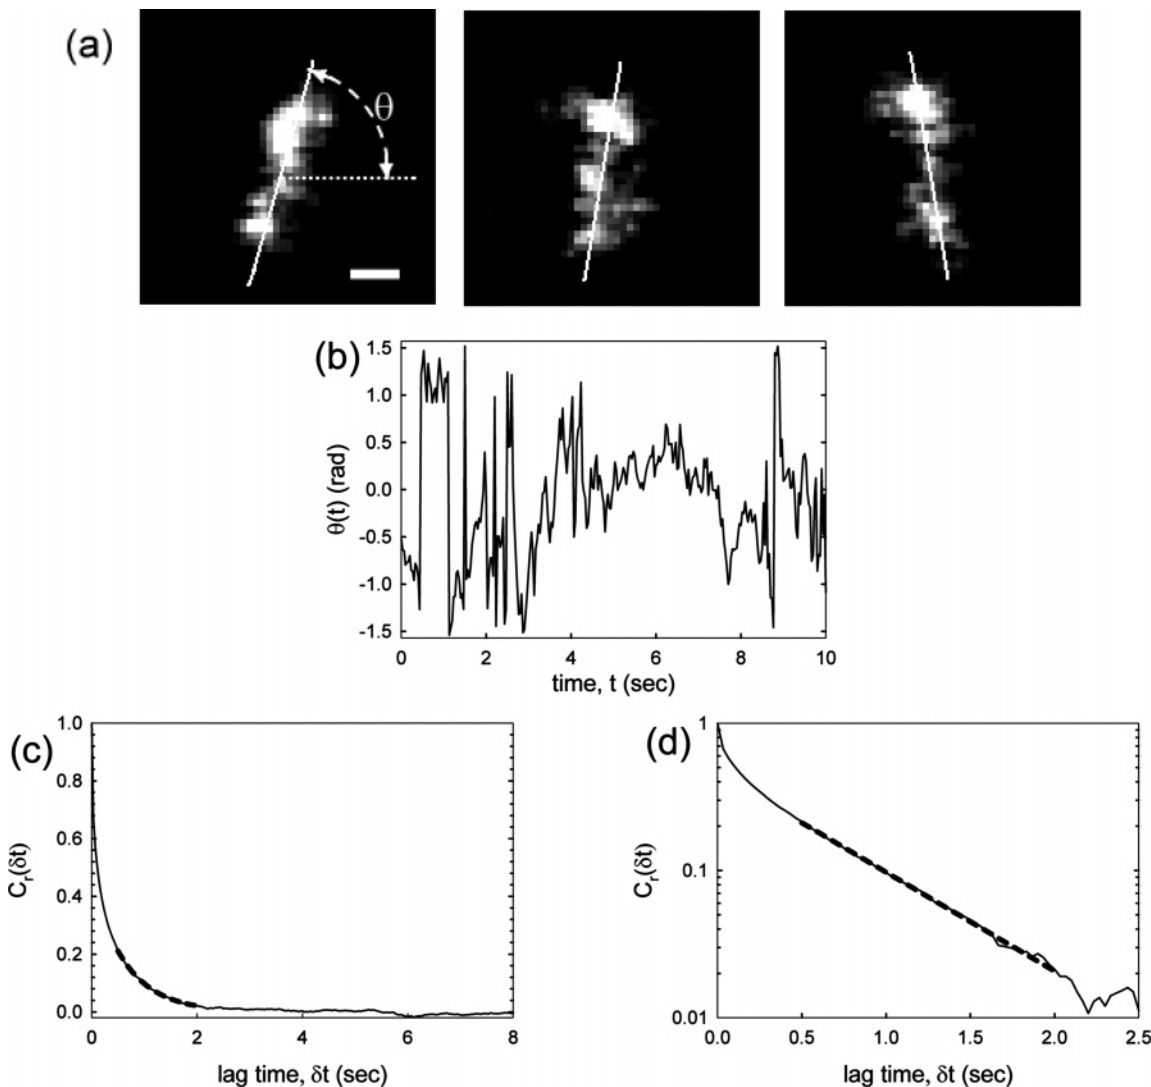 (a)
θ
(b)
1.5
1.0
0.5
0.0
-0.5
-1.0
-1.5
θ(t) (rad)
0 2 4 6 8 10
time, t (sec)
(c)
1.0
0.8
0.6
0.4
0.2
0.0
Cr(δt)
0 2 4 6 8
lag time, δt (sec)
(d)
1
0.1
0.01
Cr(δt)
0.0 0.5 1.0 1.5 2.0 2.5
lag time, δt (sec)